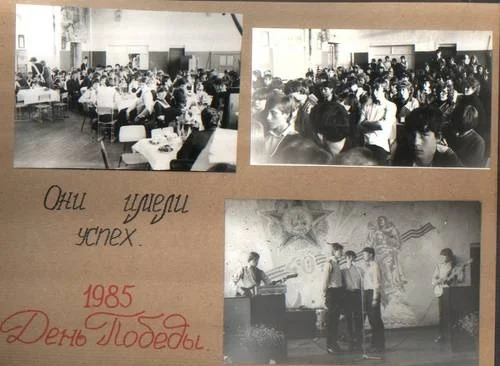 Они имели
успех.
1985
День Победы.